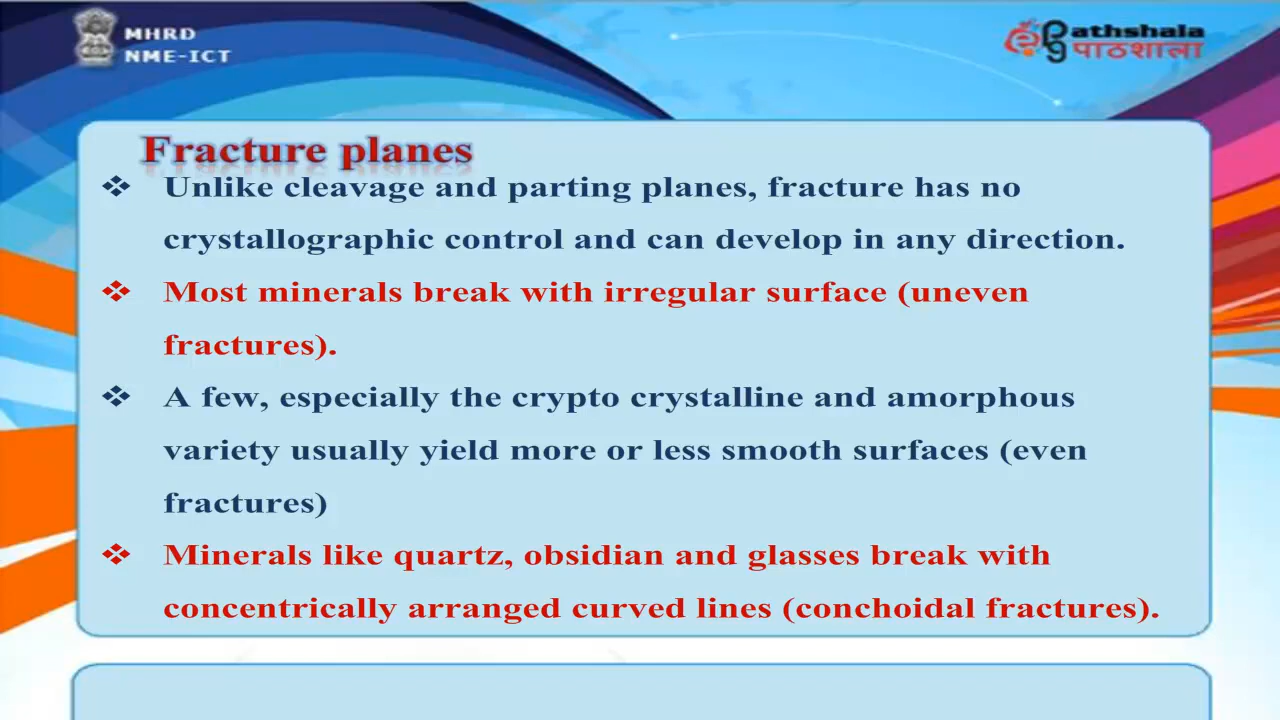 MHRD
NME-ICT
athshala
पाठशाला
Fracture planes
❖ Unlike cleavage and parting planes, fracture has no
crystallographic control and can develop in any direction.
❖ Most minerals break with irregular surface (uneven
fractures).
❖ A few, especially the crypto crystalline and amorphous
variety usually yield more or less smooth surfaces (even
fractures)
❖ Minerals like quartz, obsidian and glasses break with
concentrically arranged curved lines (conchoidal fractures).